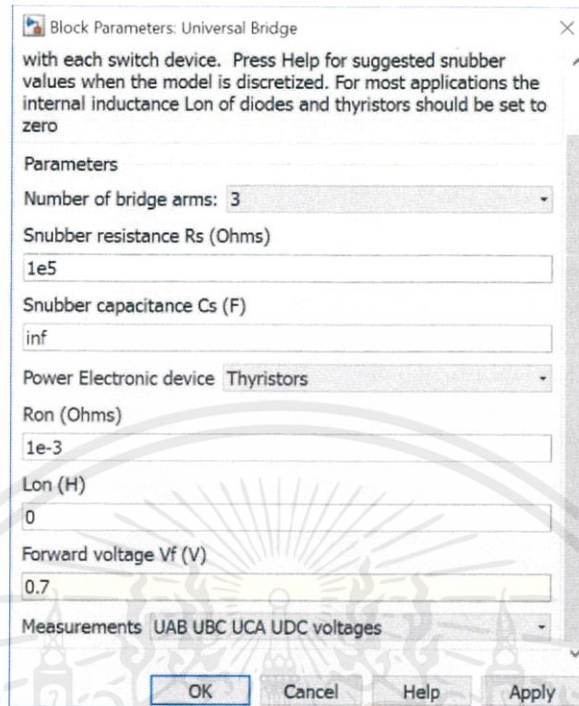 Block Parameters: Universal Bridge
with each switch device. Press Help for suggested snubber
values when the model is discretized. For most applications the
internal inductance Lon of diodes and thyristors should be set to
zero
Parameters
Number of bridge arms: 3
Snubber resistance Rs (Ohms)
1e5
Snubber capacitance Cs (F)
inf
Power Electronic device Thyristors
Ron (Ohms)
1e-3
Lon (H)
0
Forward voltage Vf (V)
0.7
Measurements UAB UBC UCA UDC voltages
OK Cancel Help Apply